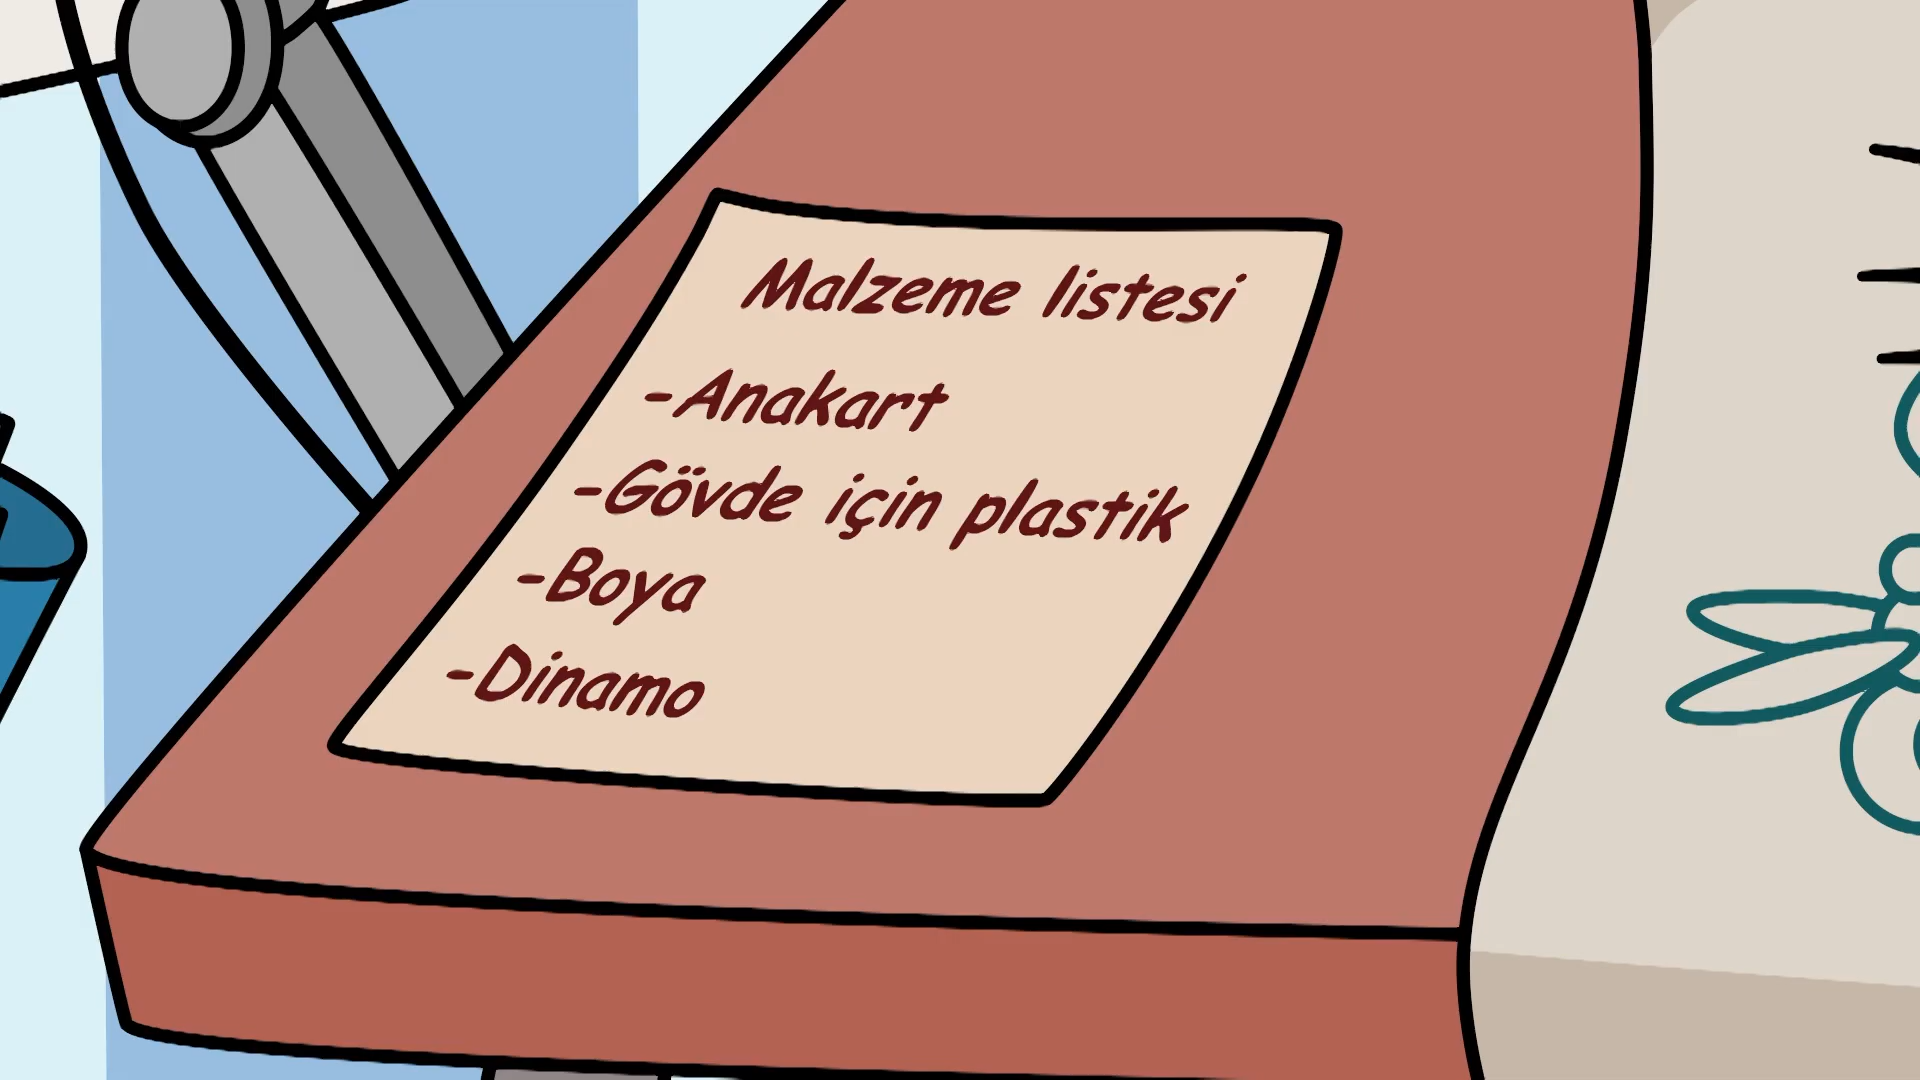 Malzeme listesi
-Anakart
-Gövde için plastik
-Boya
-Dinamo